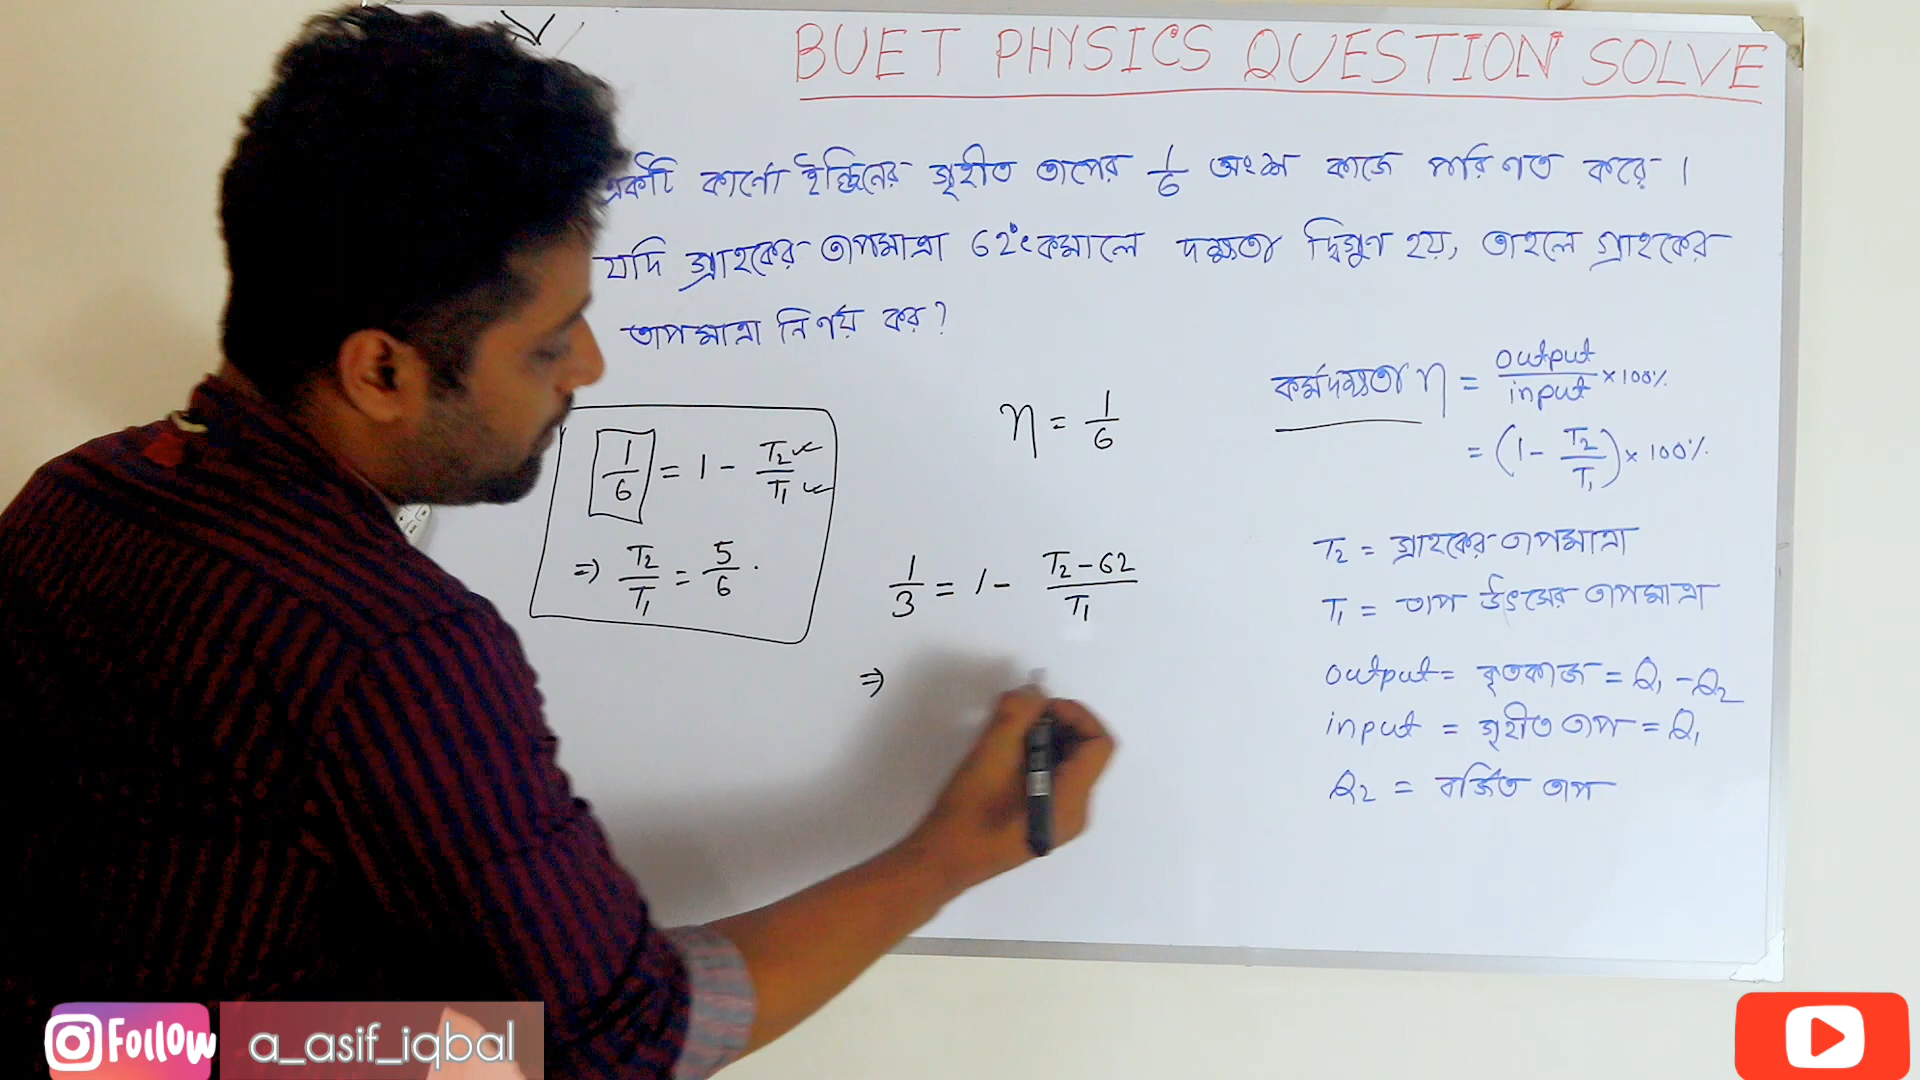 BUET PHYSICS QUESTION SOLVE
একটি কার্নো ইঞ্জিনের গৃহীত তাপের 1/6 অংশ কাজে পরিণত করে।
যদি গ্রাহকের তাপমাত্রা 62°c কমালে দক্ষতা দ্বিগুণ হয়, তাহলে গ্রাহকের
তাপমাত্রা নির্ণয় কর?
কর্মদক্ষতা η = output/input × 100%
= (1 - T₂/T₁) × 100%
η = 1/6
1/6 = 1 - T₂/T₁
⇒ T₂/T₁ = 5/6.
1/3 = 1 - (T₂ - 62)/T₁
⇒
T₂ = গ্রাহকের তাপমাত্রা
T₁ = তাপ উৎসের তাপমাত্রা
output = কৃতকাজ = Q₁ - Q₂
input = গৃহীত তাপ = Q₁
Q₂ = বর্জিত তাপ
Follow a_asif_iqbal